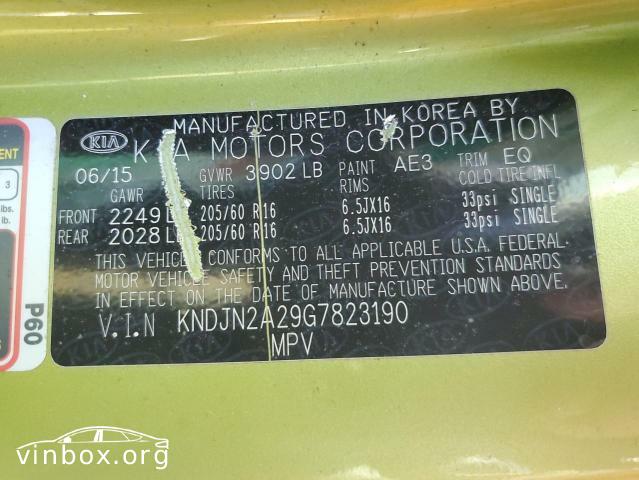 MANUFACTURED IN KOREA BY
KIA KIA MOTORS CORPORATION
06/15 GVWR 3902 LB PAINT AE3 TRIM EQ
GAWR TIRES RIMS COLD TIRE INFL
FRONT 2249 205/60 R16 6.5JX16 33psi SINGLE
REAR 2028 205/60 R16 6.5JX16 33psi SINGLE
THIS VEHICLE CONFORMS TO ALL APPLICABLE U.S.A. FEDERAL
MOTOR VEHICLE SAFETY AND THEFT PREVENTION STANDARDS
IN EFFECT ON THE DATE OF MANUFACTURE SHOWN ABOVE.
V.I.N KNDJN2A29G7823190
MPV
3
lbs.
P60
vinbox.org